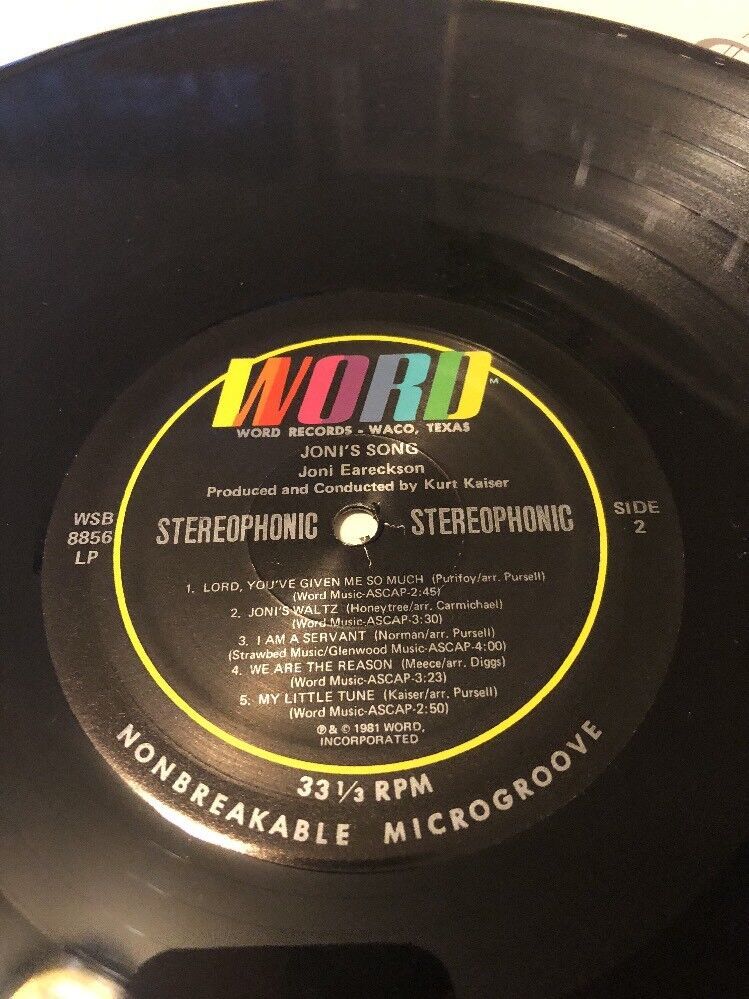 WORD™
WORD RECORDS - WACO, TEXAS
JONI'S SONG
Joni Eareckson
Produced and Conducted by Kurt Kaiser
WSB
8856
LP
STEREOPHONIC STEREOPHONIC
SIDE
2
1. LORD, YOU'VE GIVEN ME SO MUCH (Purifoy/arr. Pursell)
(Word Music-ASCAP-2:45)
2. JONI'S WALTZ (Honeytree/arr. Carmichael)
(Word Music-ASCAP-3:30)
3. I AM A SERVANT (Norman/arr. Pursell)
(Strawbed Music/Glenwood Music-ASCAP-4:00)
4. WE ARE THE REASON (Meece/arr. Diggs)
(Word Music-ASCAP-3:23)
5. MY LITTLE TUNE (Kaiser/arr. Pursell)
(Word Music-ASCAP-2:50)
℗ & © 1981 WORD,
INCORPORATED
33 1/3 RPM
NONBREAKABLE MICROGROOVE